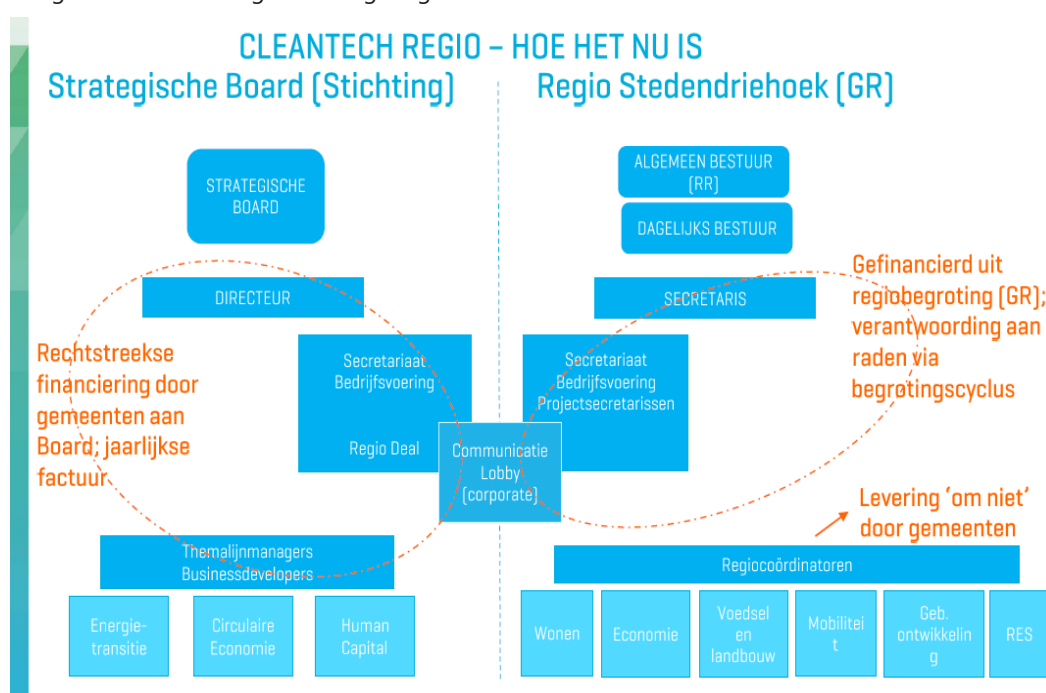 CLEANTECH REGIO – HOE HET NU IS
Strategische Board (Stichting)
Regio Stedendriehoek (GR)
STRATEGISCHE
BOARD
DIRECTEUR
Secretariaat
Bedrijfsvoering
Regio Deal
Rechtstreekse
financiering door
gemeenten aan
Board; jaarlijkse
factuur
Communicatie
Lobby
(corporate)
Themalijnmanagers
Businessdevelopers
Energie-
transitie
Circulaire
Economie
Human
Capital
ALGEMEEN BESTUUR
(RR)
DAGELIJKS BESTUUR
SECRETARIS
Secretariaat
Bedrijfsvoering
Projectsecretarissen
Gefinancierd uit
regiobegroting (GR);
verantwoording aan
raden via
begrotingscyclus
Levering ‘om niet’
door gemeenten
Regiocoördinatoren
Wonen
Economie
Voedsel
en
landbouw
Mobilitei
t
Geb.
ontwikkelin
g
RES